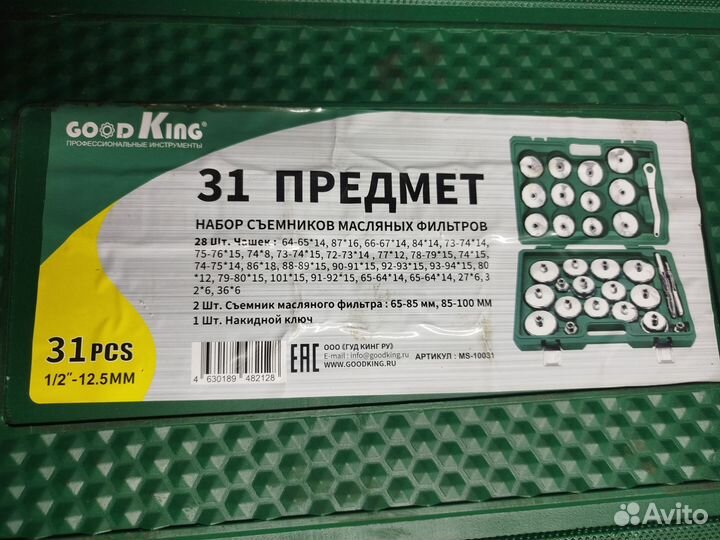 GOOD KING®
ПРОФЕССИОНАЛЬНЫЕ ИНСТРУМЕНТЫ
31 ПРЕДМЕТ
НАБОР СЪЕМНИКОВ МАСЛЯНЫХ ФИЛЬТРОВ
28 Шт. Чашек : 64-65*14, 87*16, 66-67*14, 84*14, 73-74*14,
75-76*15, 74*8, 73-74*15, 72-73*14 , 77*12, 78-79*15, 74*15,
74-75*14, 86*18, 88-89*15, 90-91*15, 92-93*15, 93-94*15, 80
*12, 79-80*15, 101*15, 91-92*15, 65-64*14, 65-64*14, 27*6, 3
2*6, 36*6
2 Шт. Съемник масляного фильтра : 65-85 мм, 85-100 ММ
1 Шт. Накидной ключ
31 PCS
1/2"-12.5MM
4 630189 482128
EAC
ООО (ГУД КИНГ РУ)
E-mail : info@goodking.ru
WWW.GOODKING.RU
АРТИКУЛ : MS-10031
Avito